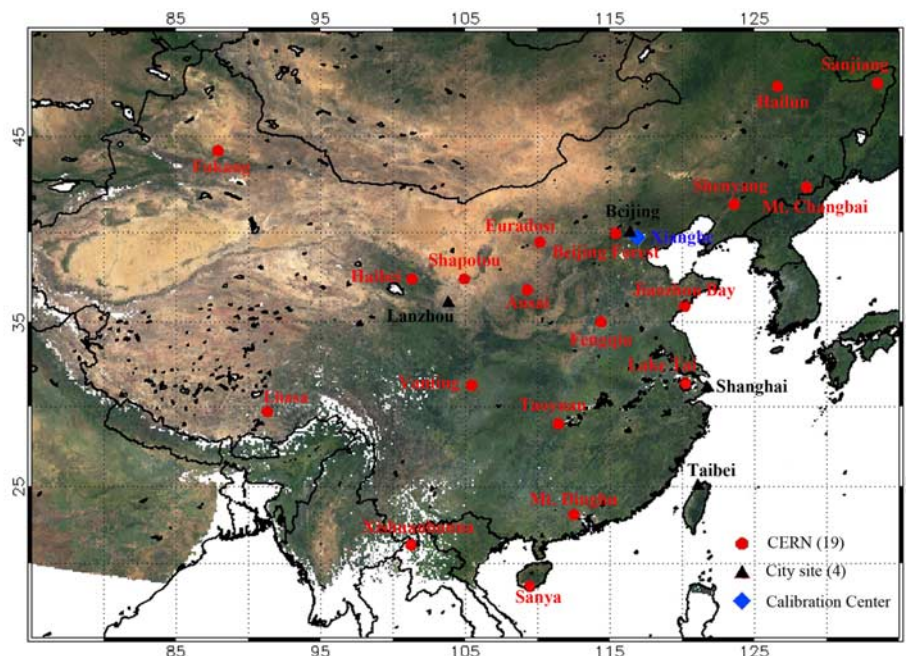 85 95 105 115 125
Sanjiang
Hailun
45
Fukang
Shenyang
Mt. Changbai
Beijing
Xianghe
Euradosi
Beijing Forest
Shapotou
Haibei
Ansai
Jiaozhou Bay
Lanzhou
35
Fengqiu
Lake Tai
Yanting
Shanghai
Lhasa
Taoyuan
Taibei
25
Mt. Dinghu
Xishuanbanna
CERN (19)
City site (4)
Sanya
Calibration Center
85 95 105 115 125